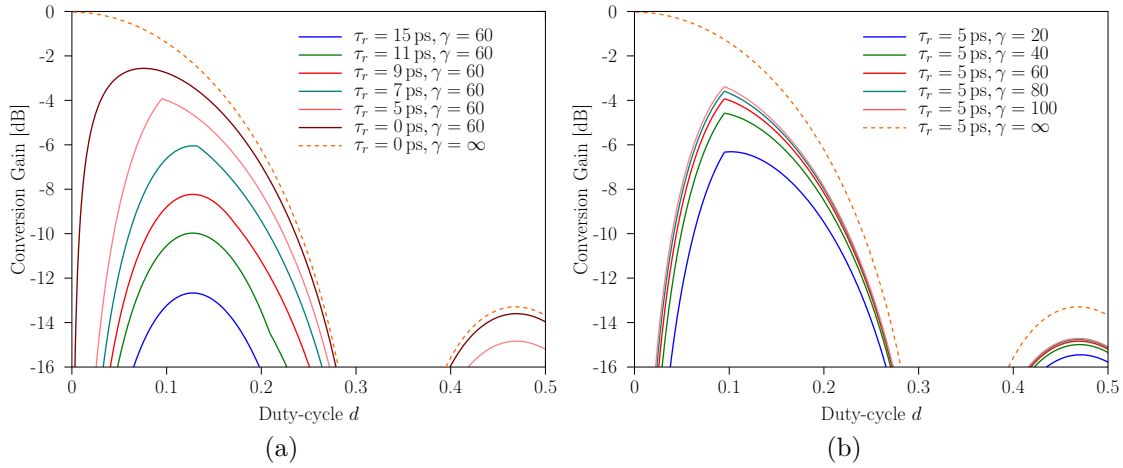 0
-2
-4
-6
-8
-10
-12
-14
-16
0
0.1
0.2
0.3
0.4
0.5
Conversion Gain [dB]
Duty-cycle d
τr = 15 ps, γ = 60
τr = 11 ps, γ = 60
τr = 9 ps, γ = 60
τr = 7 ps, γ = 60
τr = 5 ps, γ = 60
τr = 0 ps, γ = 60
τr = 0 ps, γ = ∞
(a)
0
-2
-4
-6
-8
-10
-12
-14
-16
0
0.1
0.2
0.3
0.4
0.5
Conversion Gain [dB]
Duty-cycle d
τr = 5 ps, γ = 20
τr = 5 ps, γ = 40
τr = 5 ps, γ = 60
τr = 5 ps, γ = 80
τr = 5 ps, γ = 100
τr = 5 ps, γ = ∞
(b)